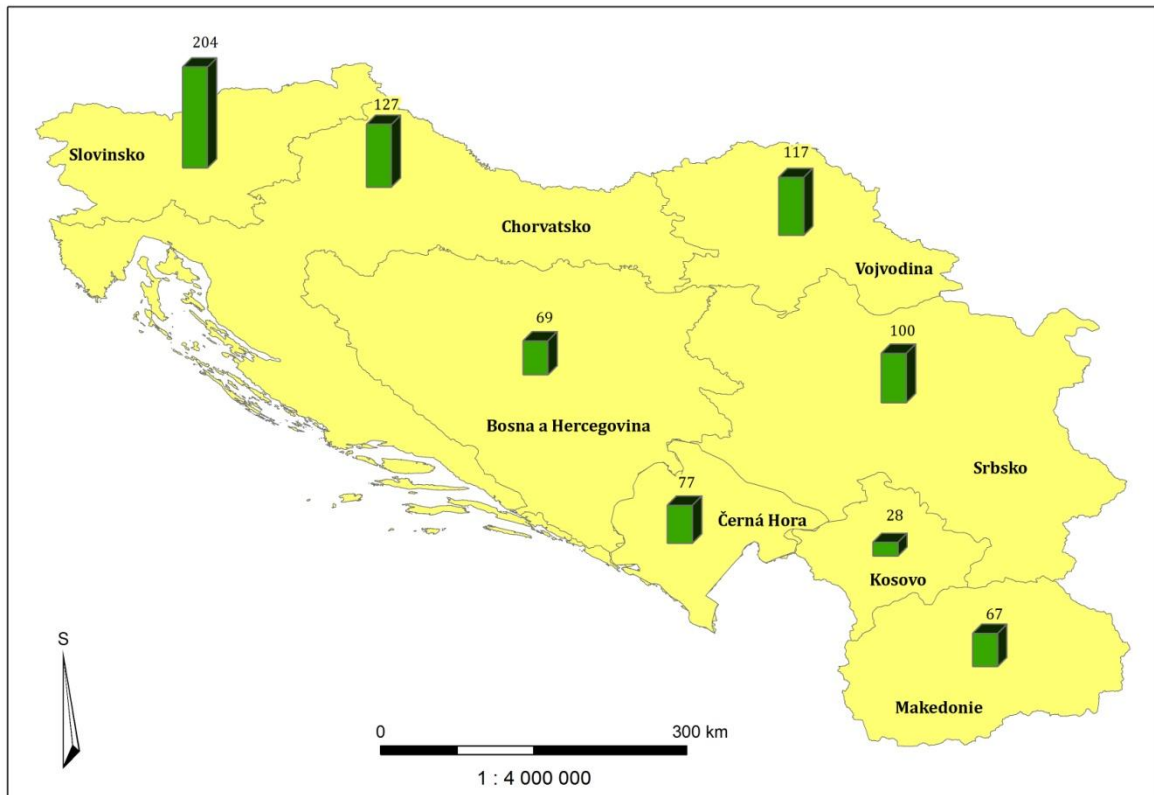 204
127
Slovinsko
117
Chorvatsko
Vojvodina
69
100
Bosna a Hercegovina
Srbsko
77
Černá Hora
28
Kosovo
67
Makedonie
S
0 300 km
1 : 4 000 000